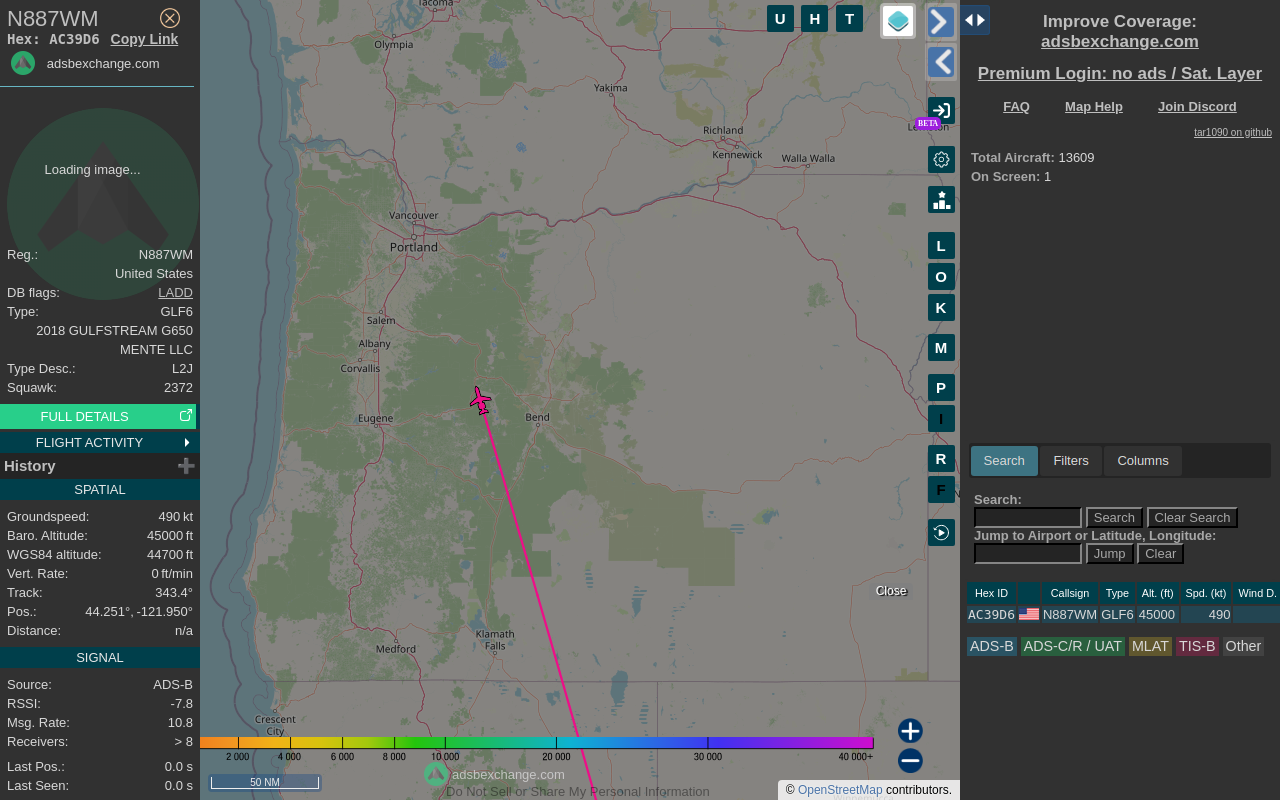 N887WM
Hex: AC39D6 Copy Link
adsbexchange.com
Loading image...
Reg.: N887WM
United States
DB flags: LADD
Type: GLF6
2018 GULFSTREAM G650
MENTE LLC
Type Desc.: L2J
Squawk: 2372
FULL DETAILS
FLIGHT ACTIVITY
History
SPATIAL
Groundspeed: 490 kt
Baro. Altitude: 45000 ft
WGS84 altitude: 44700 ft
Vert. Rate: 0 ft/min
Track: 343.4°
Pos.: 44.251°, -121.950°
Distance: n/a
SIGNAL
Source: ADS-B
RSSI: -7.8
Msg. Rate: 10.8
Receivers: > 8
Last Pos.: 0.0 s
Last Seen: 0.0 s
Tacoma
Olympia
Yakima
Richland
Kennewick
Walla Walla
Vancouver
Portland
Salem
Albany
Corvallis
Eugene
Bend
Klamath
Falls
Medford
Crescent
City
U H T
BETA
L
O
K
M
P
I
R
F
Close
2 000 4 000 6 000 8 000 10 000 20 000 30 000 40 000+
50 NM
adsbexchange.com
Do Not Sell or Share My Personal Information
© OpenStreetMap contributors.
Improve Coverage:
adsbexchange.com
Premium Login: no ads / Sat. Layer
FAQ Map Help Join Discord
tar1090 on github
Total Aircraft: 13609
On Screen: 1
Search Filters Columns
Search:
Search Clear Search
Jump to Airport or Latitude, Longitude:
Jump Clear
Hex ID Callsign Type Alt. (ft) Spd. (kt) Wind D.
AC39D6 N887WM GLF6 45000 490
ADS-B ADS-C/R / UAT MLAT TIS-B Other